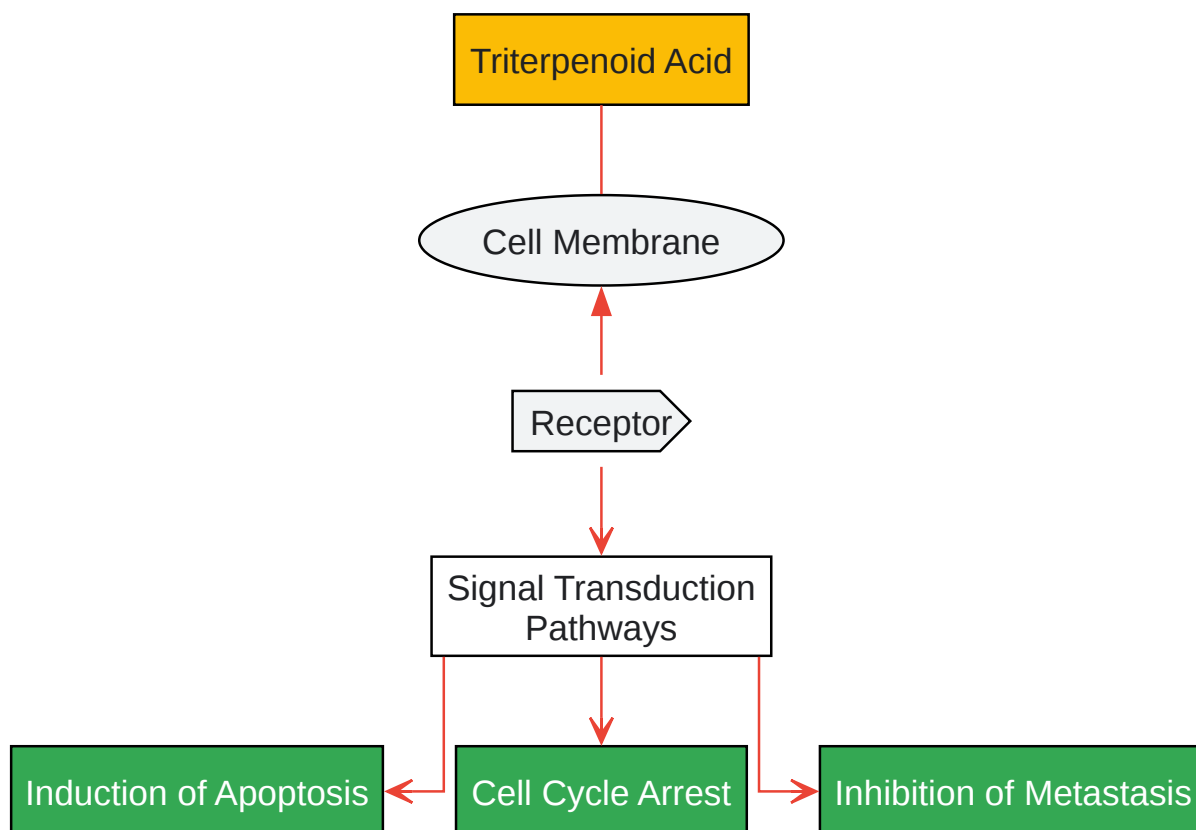 Triterpenoid Acid
Cell Membrane
Receptor
Signal Transduction
Pathways
Induction of Apoptosis
Cell Cycle Arrest
Inhibition of Metastasis